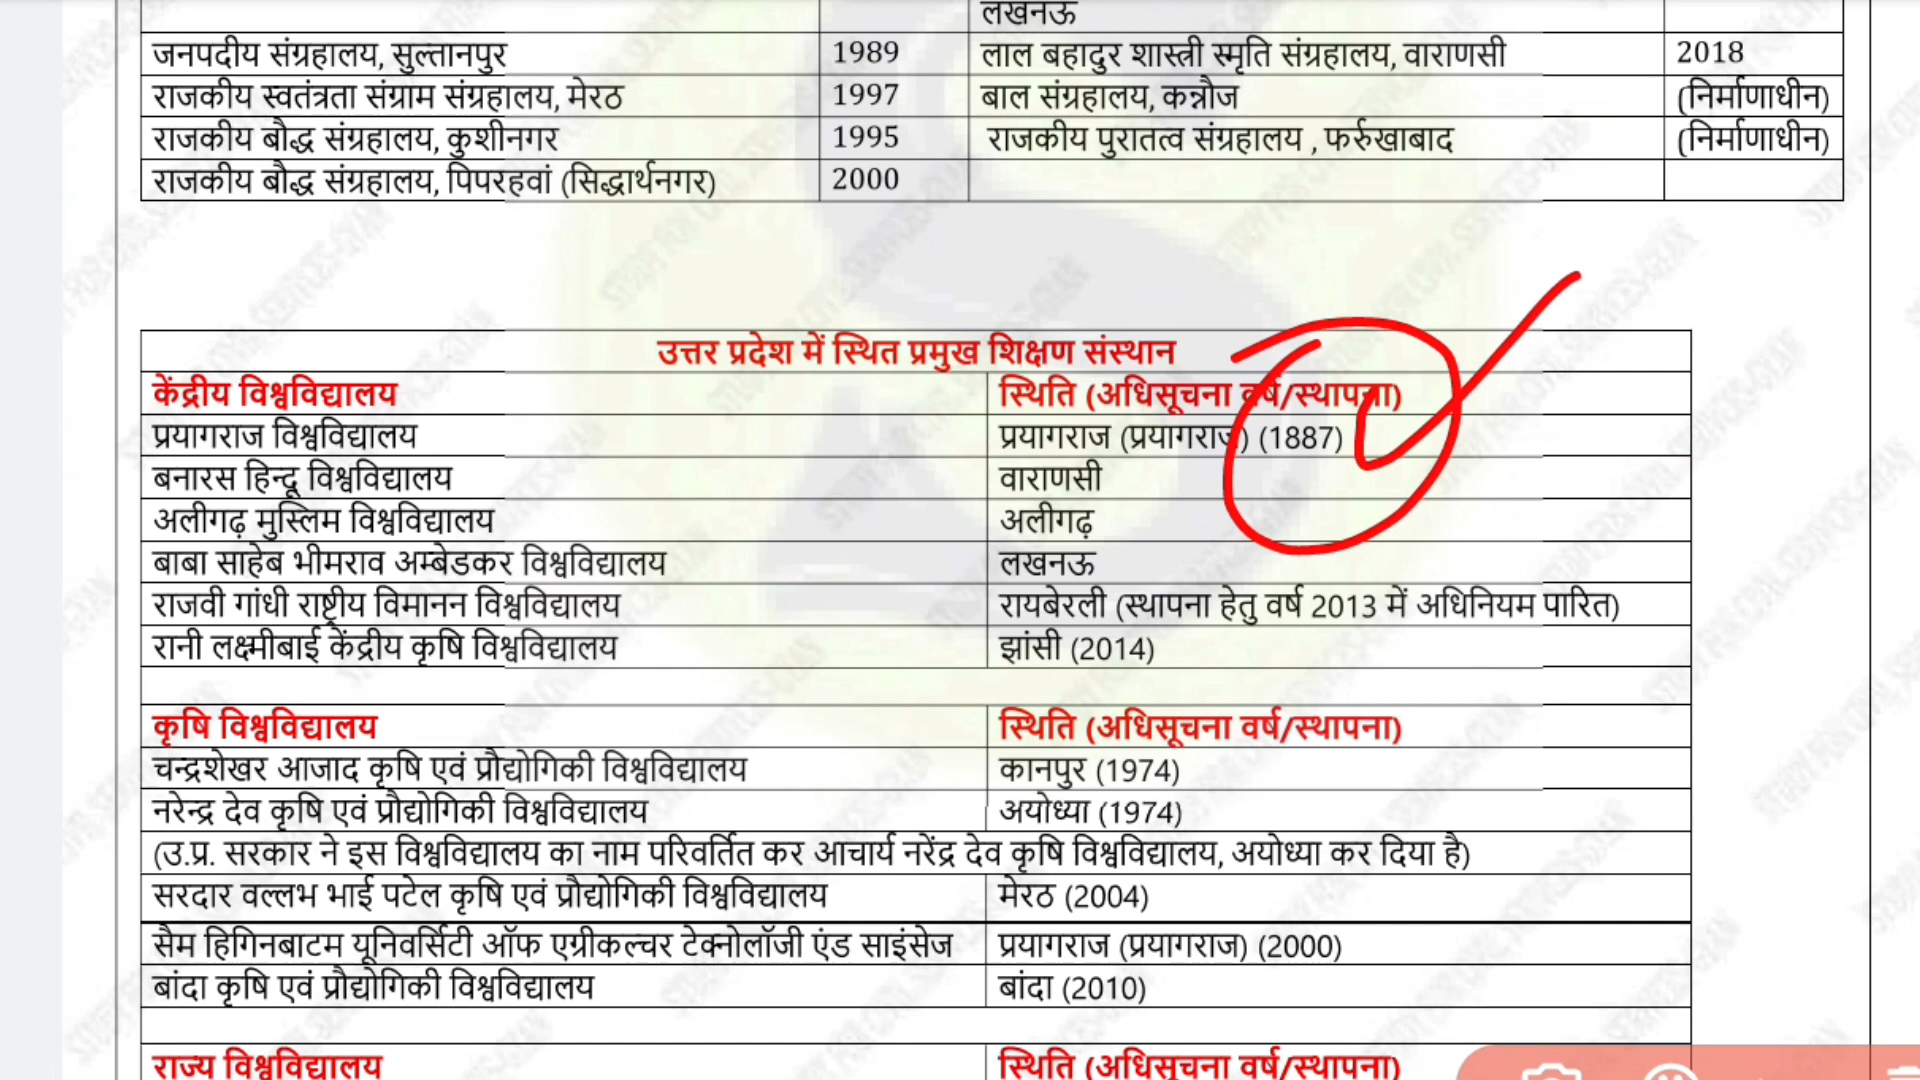 लखनऊ
जनपदीय संग्रहालय, सुल्तानपुर 1989 लाल बहादुर शास्त्री स्मृति संग्रहालय, वाराणसी 2018
राजकीय स्वतंत्रता संग्राम संग्रहालय, मेरठ 1997 बाल संग्रहालय, कन्नौज (निर्माणाधीन)
राजकीय बौद्ध संग्रहालय, कुशीनगर 1995 राजकीय पुरातत्व संग्रहालय , फर्रुखाबाद (निर्माणाधीन)
राजकीय बौद्ध संग्रहालय, पिपरहवां (सिद्धार्थनगर) 2000
उत्तर प्रदेश में स्थित प्रमुख शिक्षण संस्थान
केंद्रीय विश्वविद्यालय स्थिति (अधिसूचना वर्ष/स्थापना)
प्रयागराज विश्वविद्यालय प्रयागराज (प्रयागराज) (1887)
बनारस हिन्दू विश्वविद्यालय वाराणसी
अलीगढ़ मुस्लिम विश्वविद्यालय अलीगढ़
बाबा साहेब भीमराव अम्बेडकर विश्वविद्यालय लखनऊ
राजवी गांधी राष्ट्रीय विमानन विश्वविद्यालय रायबेरली (स्थापना हेतु वर्ष 2013 में अधिनियम पारित)
रानी लक्ष्मीबाई केंद्रीय कृषि विश्वविद्यालय झांसी (2014)
कृषि विश्वविद्यालय स्थिति (अधिसूचना वर्ष/स्थापना)
चन्द्रशेखर आजाद कृषि एवं प्रौद्योगिकी विश्वविद्यालय कानपुर (1974)
नरेन्द्र देव कृषि एवं प्रौद्योगिकी विश्वविद्यालय अयोध्या (1974)
(उ.प्र. सरकार ने इस विश्वविद्यालय का नाम परिवर्तित कर आचार्य नरेंद्र देव कृषि विश्वविद्यालय, अयोध्या कर दिया है)
सरदार वल्लभ भाई पटेल कृषि एवं प्रौद्योगिकी विश्वविद्यालय मेरठ (2004)
सैम हिगिनबाटम यूनिवर्सिटी ऑफ एग्रीकल्चर टेक्नोलॉजी एंड साइंसेज प्रयागराज (प्रयागराज) (2000)
बांदा कृषि एवं प्रौद्योगिकी विश्वविद्यालय बांदा (2010)
राज्य विश्वविद्यालय स्थिति (अधिसूचना वर्ष/स्थापना)